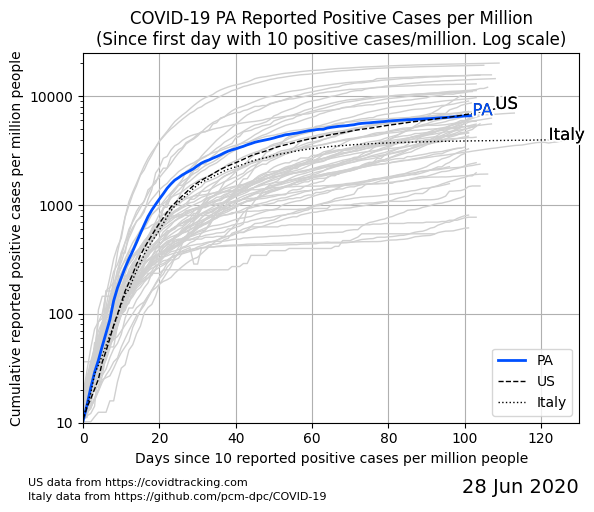 COVID-19 PA Reported Positive Cases per Million
(Since first day with 10 positive cases/million. Log scale)
Cumulative reported positive cases per million people
10000
1000
100
10
PA
US
Italy
PA
US
Italy
0
20
40
60
80
100
120
Days since 10 reported positive cases per million people
US data from https://covidtracking.com
Italy data from https://github.com/pcm-dpc/COVID-19
28 Jun 2020